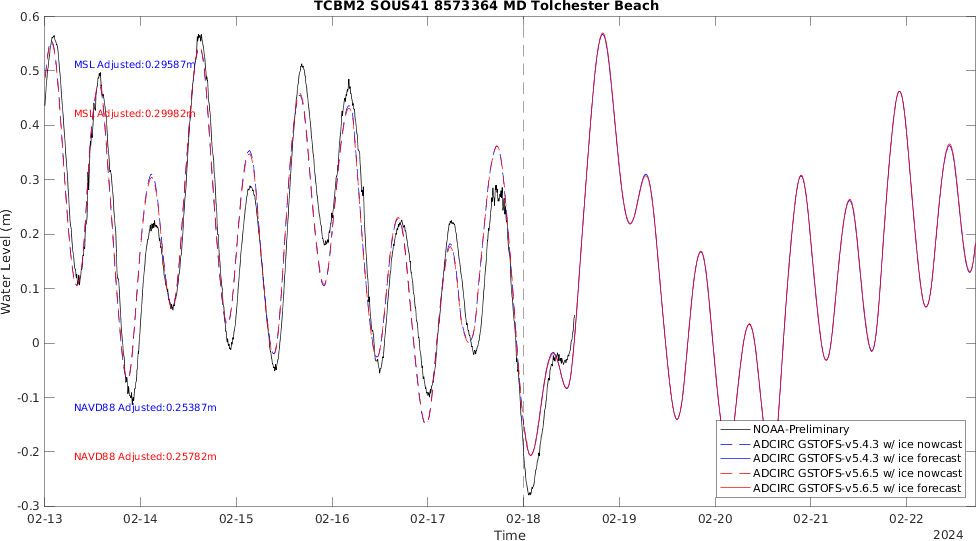 TCBM2 SOUS41 8573364 MD Tolchester Beach
0.6
0.5
0.4
0.3
0.2
0.1
0
-0.1
-0.2
-0.3
Water Level (m)
MSL Adjusted:0.29587m
MSL Adjusted:0.29982m
NAVD88 Adjusted:0.25387m
NAVD88 Adjusted:0.25782m
NOAA-Preliminary
ADCIRC GSTOFS-v5.4.3 w/ ice nowcast
ADCIRC GSTOFS-v5.4.3 w/ ice forecast
ADCIRC GSTOFS-v5.6.5 w/ ice nowcast
ADCIRC GSTOFS-v5.6.5 w/ ice forecast
02-13 02-14 02-15 02-16 02-17 02-18 02-19 02-20 02-21 02-22
Time
2024